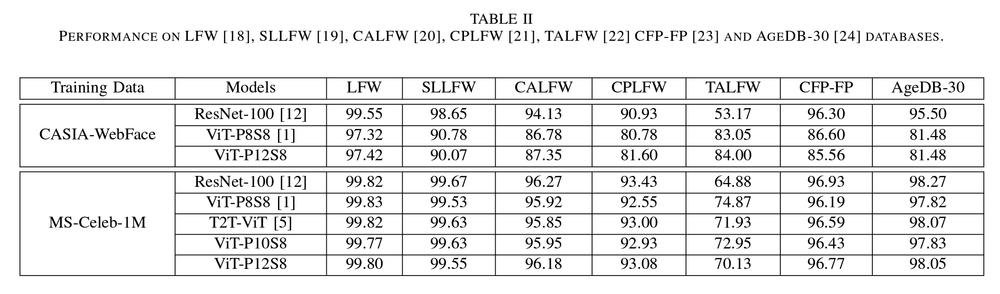 TABLE II
PERFORMANCE ON LFW [18], SLLFW [19], CALFW [20], CPLFW [21], TALFW [22] CFP-FP [23] AND AGEDB-30 [24] DATABASES.
Training Data Models LFW SLLFW CALFW CPLFW TALFW CFP-FP AgeDB-30
CASIA-WebFace
ResNet-100 [12] 99.55 98.65 94.13 90.93 53.17 96.30 95.50
ViT-P8S8 [1] 97.32 90.78 86.78 80.78 83.05 86.60 81.48
ViT-P12S8 97.42 90.07 87.35 81.60 84.00 85.56 81.48
MS-Celeb-1M
ResNet-100 [12] 99.82 99.67 96.27 93.43 64.88 96.93 98.27
ViT-P8S8 [1] 99.83 99.53 95.92 92.55 74.87 96.19 97.82
T2T-ViT [5] 99.82 99.63 95.85 93.00 71.93 96.59 98.07
ViT-P10S8 99.77 99.63 95.95 92.93 72.95 96.43 97.83
ViT-P12S8 99.80 99.55 96.18 93.08 70.13 96.77 98.05